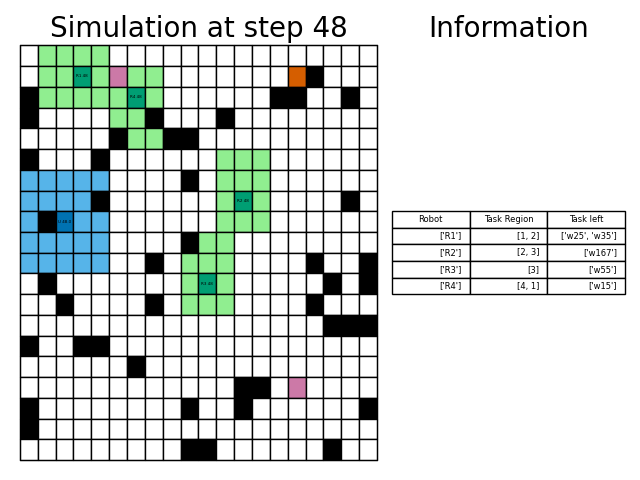 Simulation at step 48
Information
Robot Task Region Task left
['R1'] [1, 2] ['w25', 'w35']
['R2'] [2, 3] ['w167']
['R3'] [3] ['w55']
['R4'] [4, 1] ['w15']